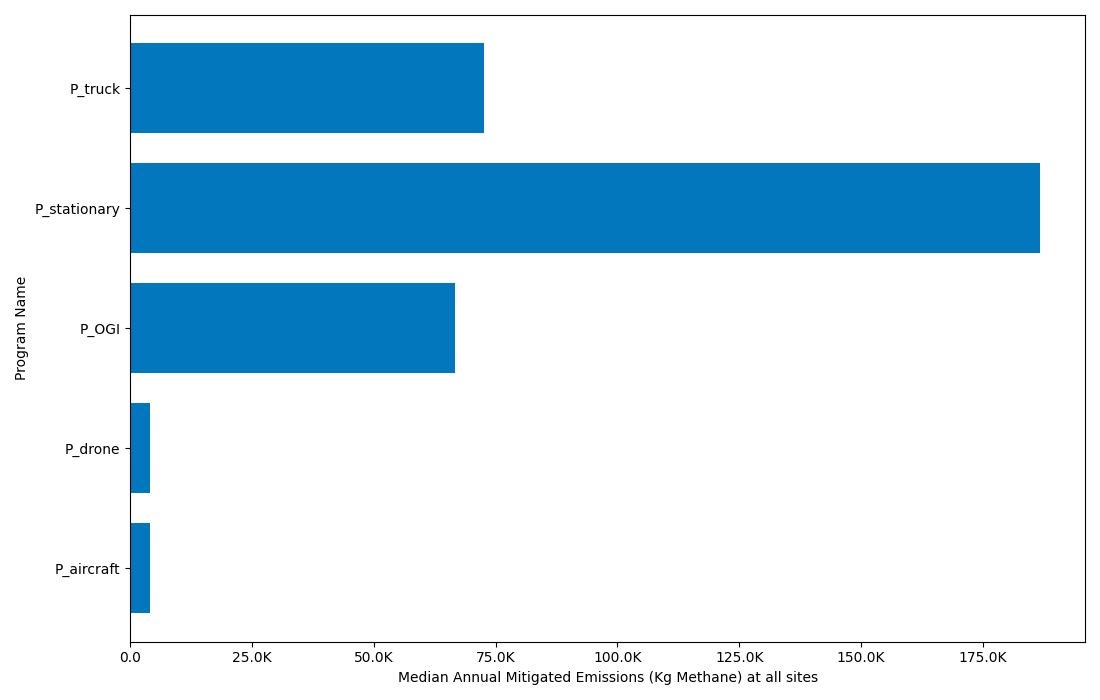 P_truck
P_stationary
P_OGI
P_drone
P_aircraft
Program Name
0.0 25.0K 50.0K 75.0K 100.0K 125.0K 150.0K 175.0K
Median Annual Mitigated Emissions (Kg Methane) at all sites